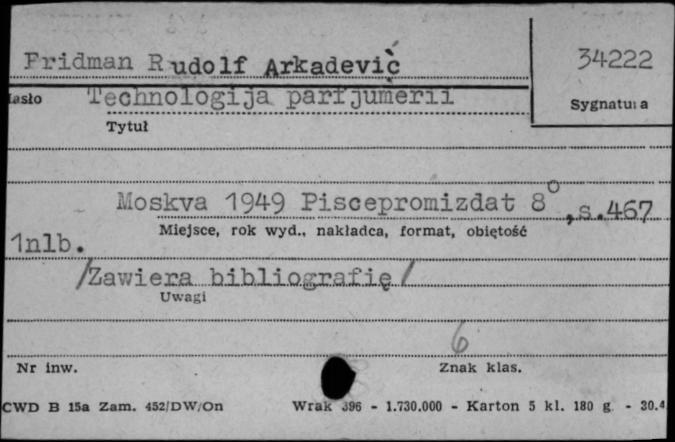 Fridman Rudolf Arkadevič 34222
Hasło Technologija parfjumerii Sygnatura
Tytuł
Moskva 1949 Piscepromizdat 8°, s.467
Miejsce, rok wyd., nakładca, format, objętość
1nlb.
/Zawiera bibliografię/
Uwagi
6
Nr inw. Znak klas.
CWD B 15a Zam. 452/DW/On Wrak 396 - 1.730.000 - Karton 5 kl. 180 g. - 30.4